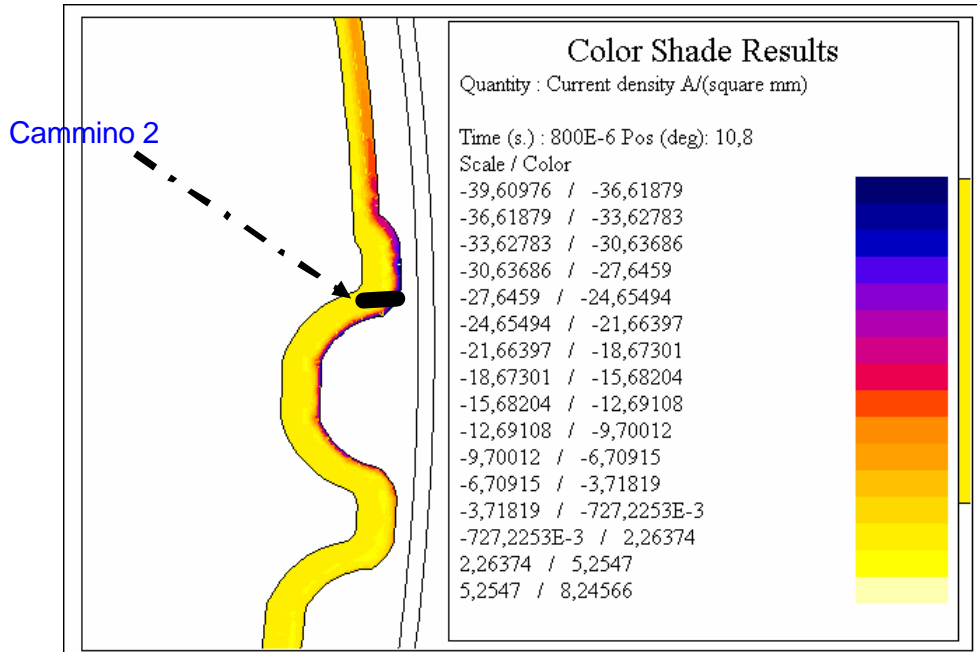 Cammino 2
Color Shade Results
Quantity : Current density A/(square mm)
Time (s.) : 800E-6 Pos (deg): 10,8
Scale / Color
-39,60976 / -36,61879
-36,61879 / -33,62783
-33,62783 / -30,63686
-30,63686 / -27,6459
-27,6459 / -24,65494
-24,65494 / -21,66397
-21,66397 / -18,67301
-18,67301 / -15,68204
-15,68204 / -12,69108
-12,69108 / -9,70012
-9,70012 / -6,70915
-6,70915 / -3,71819
-3,71819 / -727,2253E-3
-727,2253E-3 / 2,26374
2,26374 / 5,2547
5,2547 / 8,24566